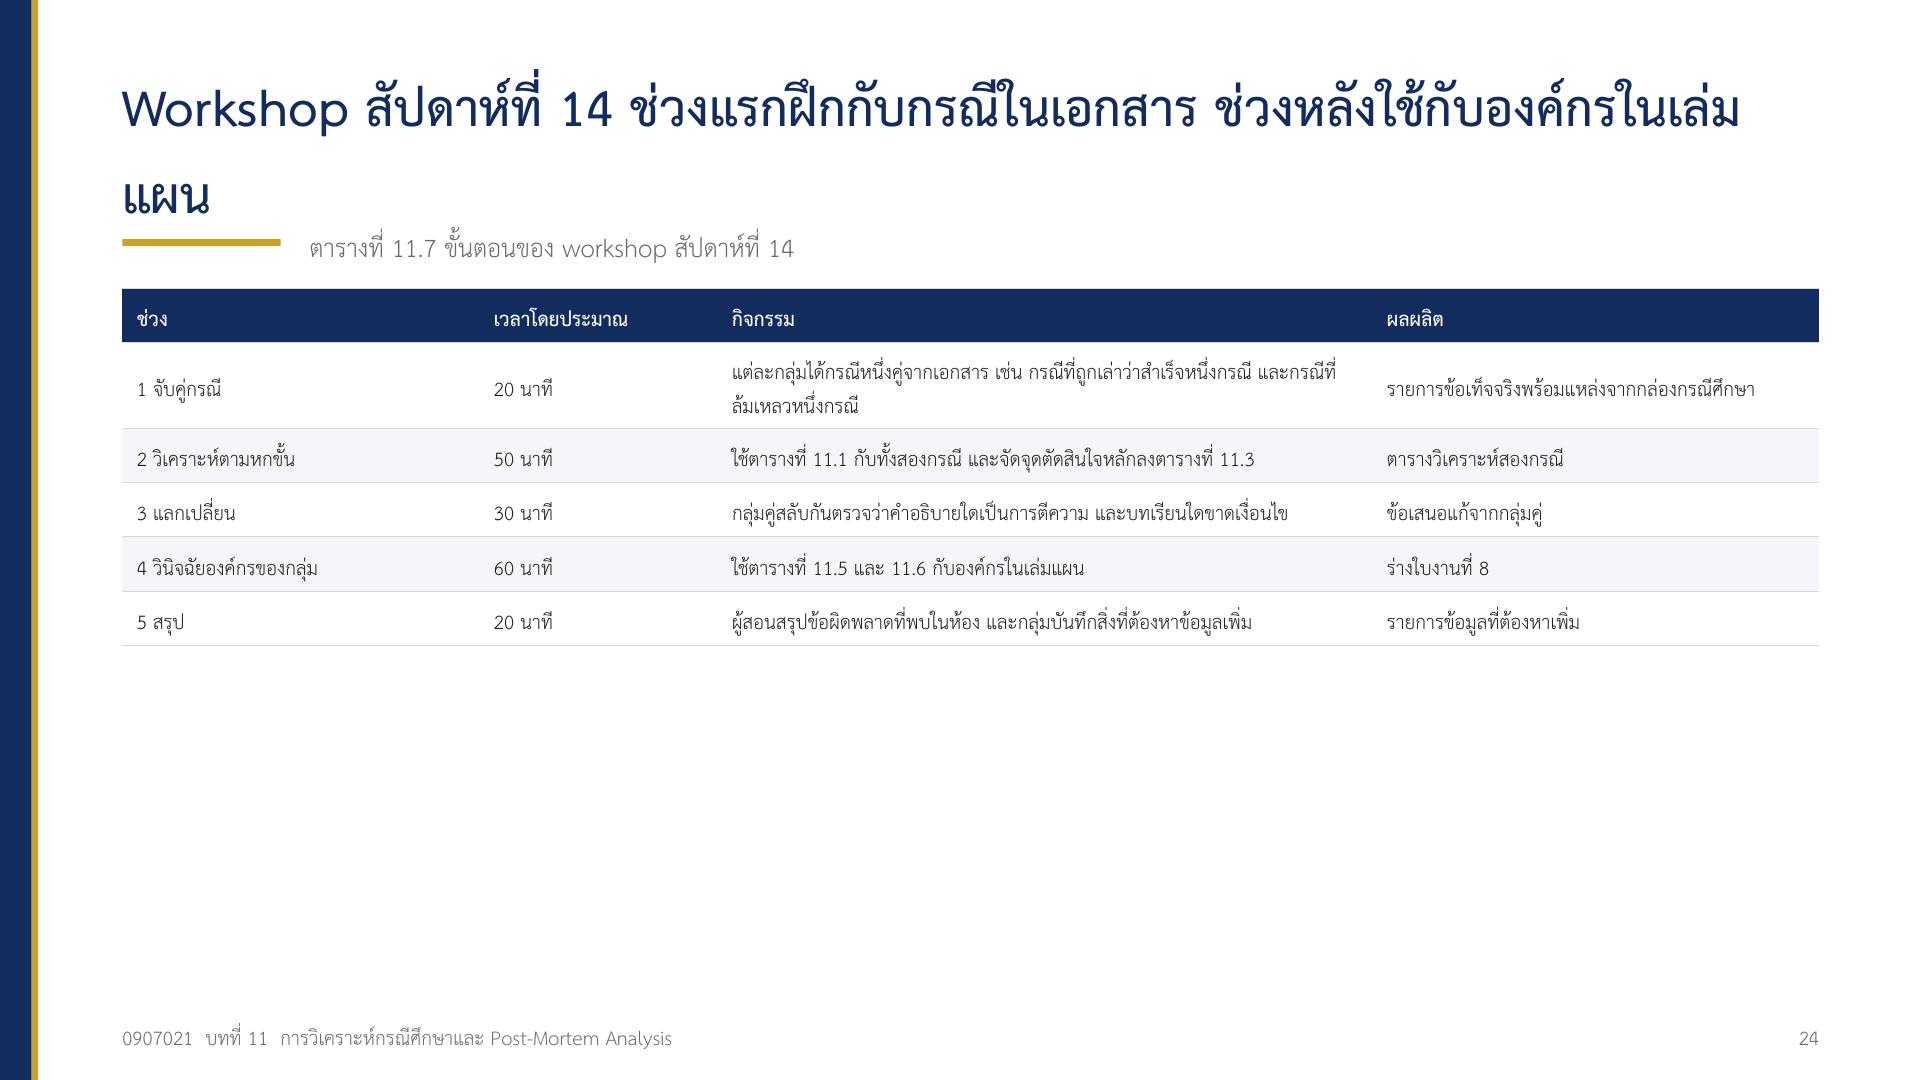 Workshop สัปดาห์ที่ 14 ช่วงแรกฝึกกับกรณีในเอกสาร ช่วงหลังใช้กับองค์กรในเล่ม
แผน
ตารางที่ 11.7 ขั้นตอนของ workshop สัปดาห์ที่ 14
ช่วง เวลาโดยประมาณ กิจกรรม ผลผลิต
1 จับคู่กรณี 20 นาที แต่ละกลุ่มได้กรณีหนึ่งคู่จากเอกสาร เช่น กรณีที่ถูกเล่าว่าสำเร็จหนึ่งกรณี และกรณีที่
ล้มเหลวหนึ่งกรณี รายการข้อเท็จจริงพร้อมแหล่งจากกล่องกรณีศึกษา
2 วิเคราะห์ตามหกขั้น 50 นาที ใช้ตารางที่ 11.1 กับทั้งสองกรณี และจัดจุดตัดสินใจหลักลงตารางที่ 11.3 ตารางวิเคราะห์สองกรณี
3 แลกเปลี่ยน 30 นาที กลุ่มคู่สลับกันตรวจว่าคำอธิบายใดเป็นการตีความ และบทเรียนใดขาดเงื่อนไข ข้อเสนอแก้จากกลุ่มคู่
4 วินิจฉัยองค์กรของกลุ่ม 60 นาที ใช้ตารางที่ 11.5 และ 11.6 กับองค์กรในเล่มแผน ร่างใบงานที่ 8
5 สรุป 20 นาที ผู้สอนสรุปข้อผิดพลาดที่พบในห้อง และกลุ่มบันทึกสิ่งที่ต้องหาข้อมูลเพิ่ม รายการข้อมูลที่ต้องหาเพิ่ม
0907021 บทที่ 11 การวิเคราะห์กรณีศึกษาและ Post-Mortem Analysis 24